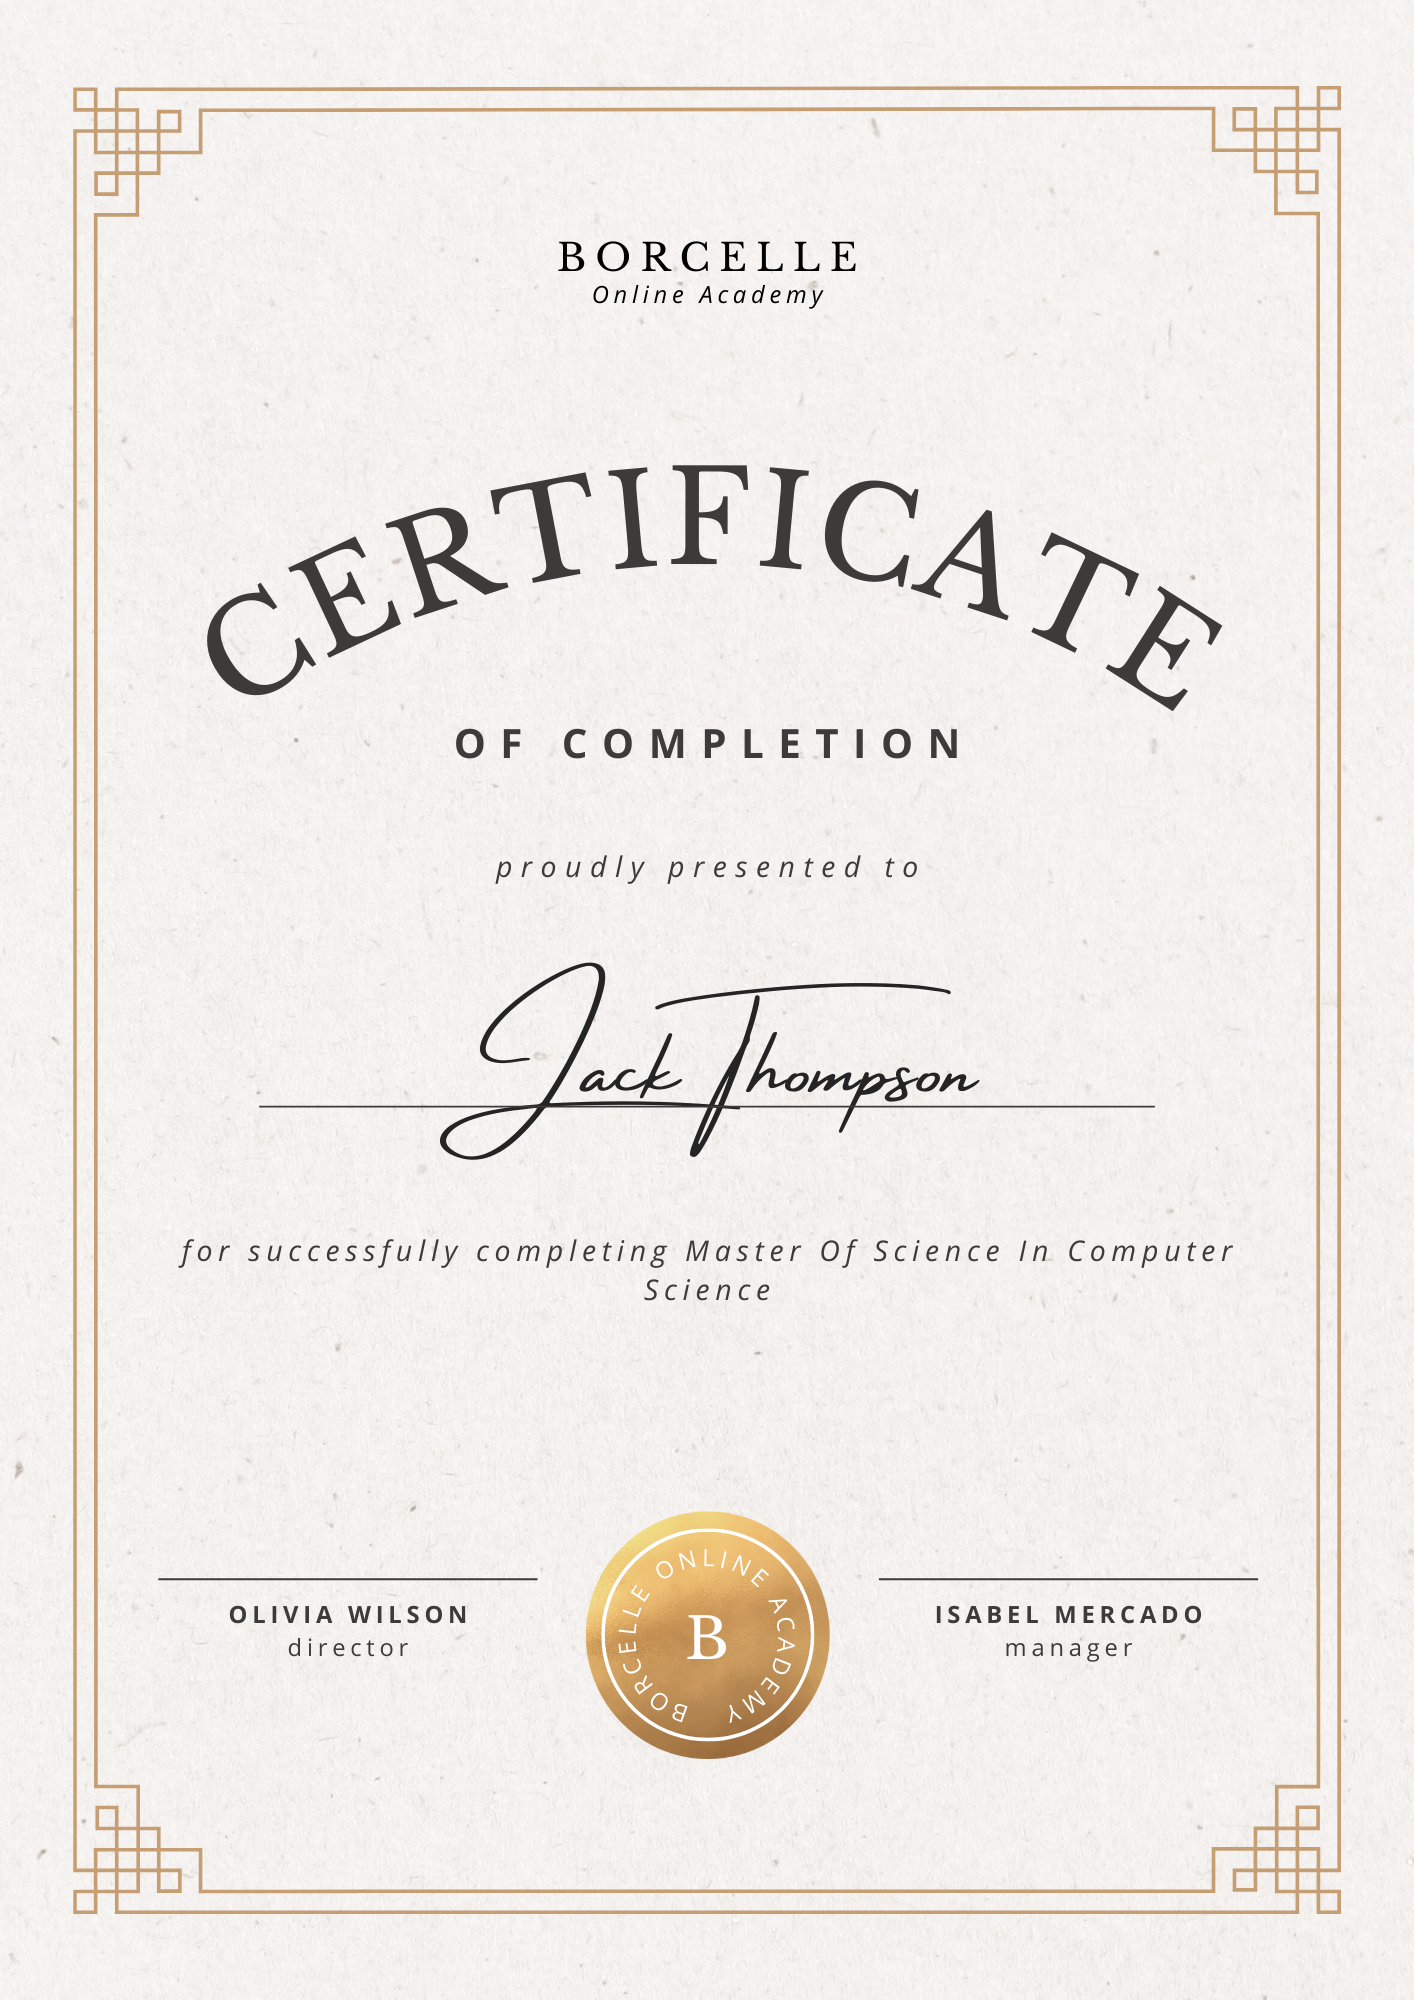 BORCELLE
Online Academy
CERTIFICATE
OF COMPLETION
proudly presented to
Jack Thompson
for successfully completing Master Of Science In Computer
Science
OLIVIA WILSON
director
BORCELLE ONLINE ACADEMY
B
ISABEL MERCADO
manager